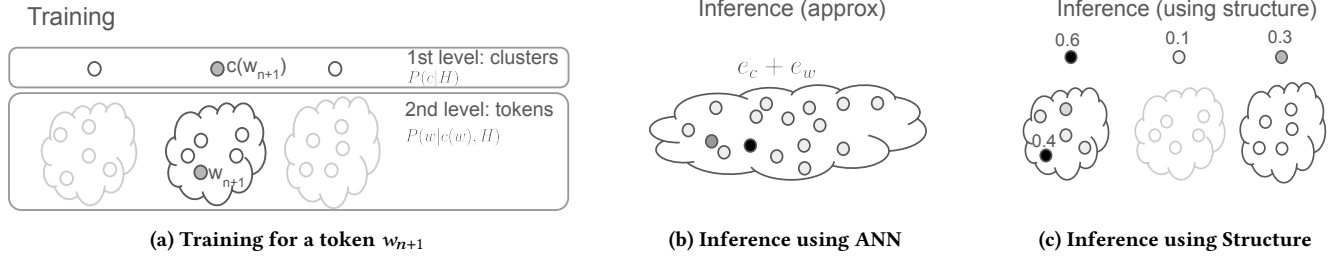 Training
1st level: clusters
P(c|H)
c(w_{n+1})
2nd level: tokens
P(w|c(w), H)
w_{n+1}
(a) Training for a token w_{n+1}
Inference (approx)
e_c + e_w
(b) Inference using ANN
Inference (using structure)
0.6
0.1
0.3
0.4
(c) Inference using Structure